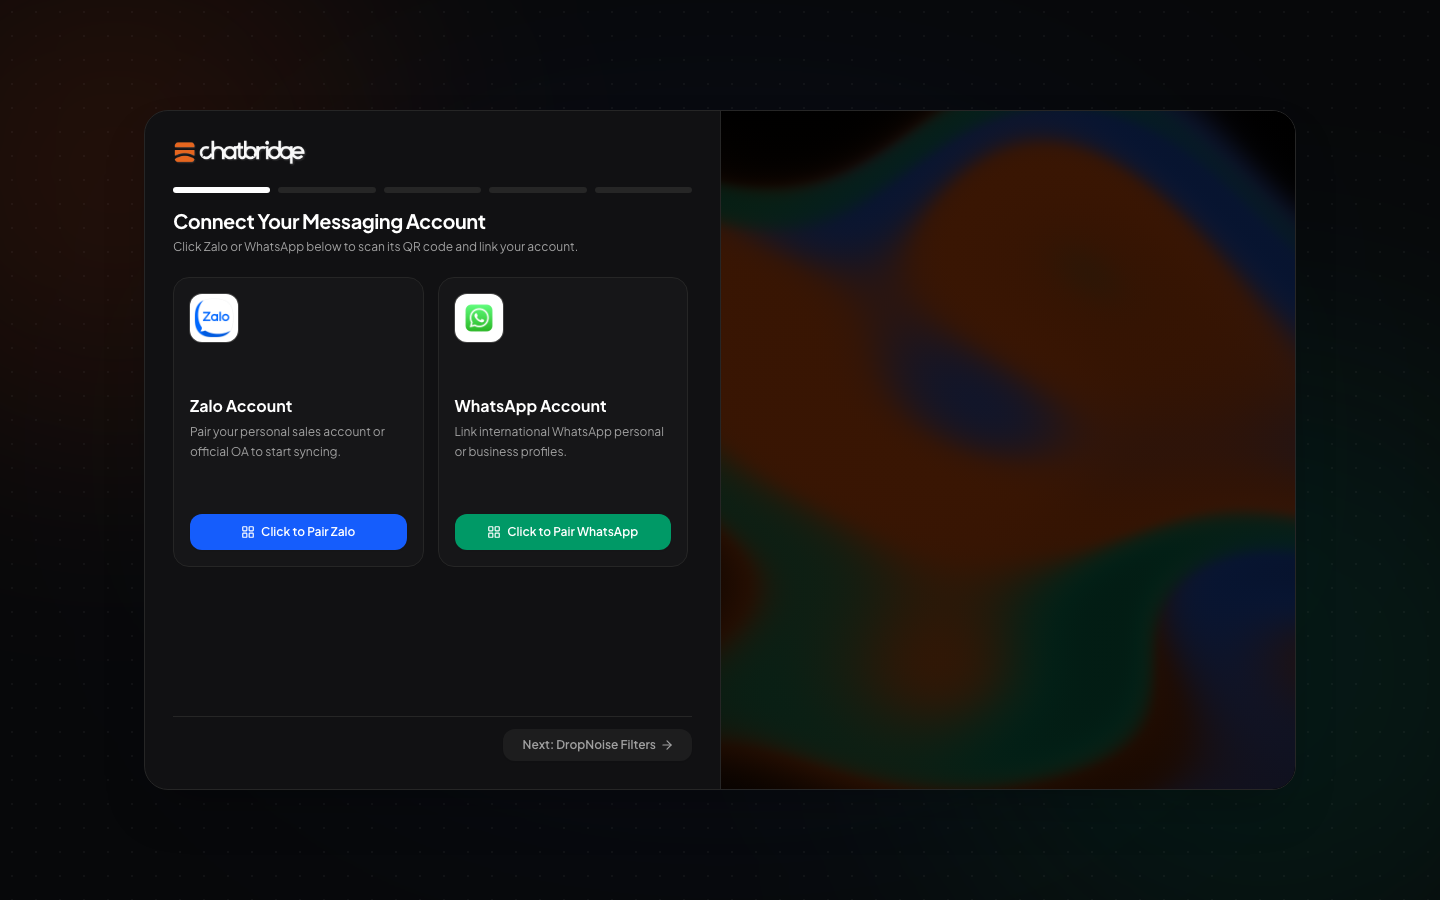 chatbridge
Connect Your Messaging Account
Click Zalo or WhatsApp below to scan its QR code and link your account.
Zalo
Zalo Account
Pair your personal sales account or
official OA to start syncing.
Click to Pair Zalo
WhatsApp Account
Link international WhatsApp personal
or business profiles.
Click to Pair WhatsApp
Next: DropNoise Filters